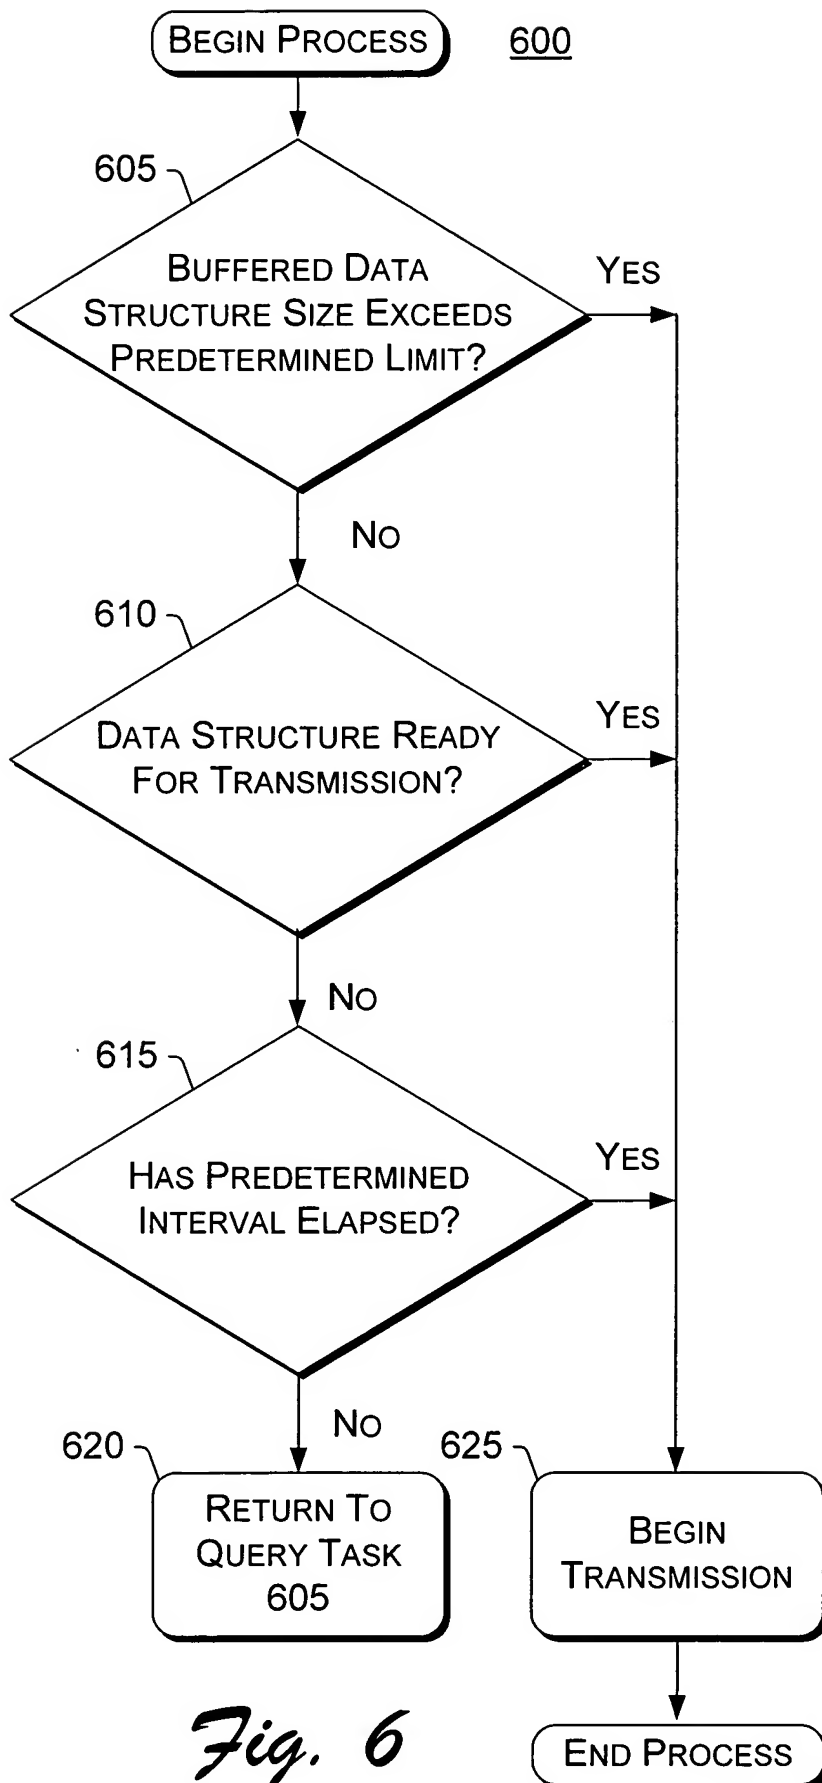 BEGIN PROCESS
600
605
BUFFERED DATA
STRUCTURE SIZE EXCEEDS
PREDETERMINED LIMIT?
YES
NO
610
DATA STRUCTURE READY
FOR TRANSMISSION?
YES
NO
615
HAS PREDETERMINED
INTERVAL ELAPSED?
YES
NO
620
RETURN TO
QUERY TASK
605
625
BEGIN
TRANSMISSION
END PROCESS
Fig. 6